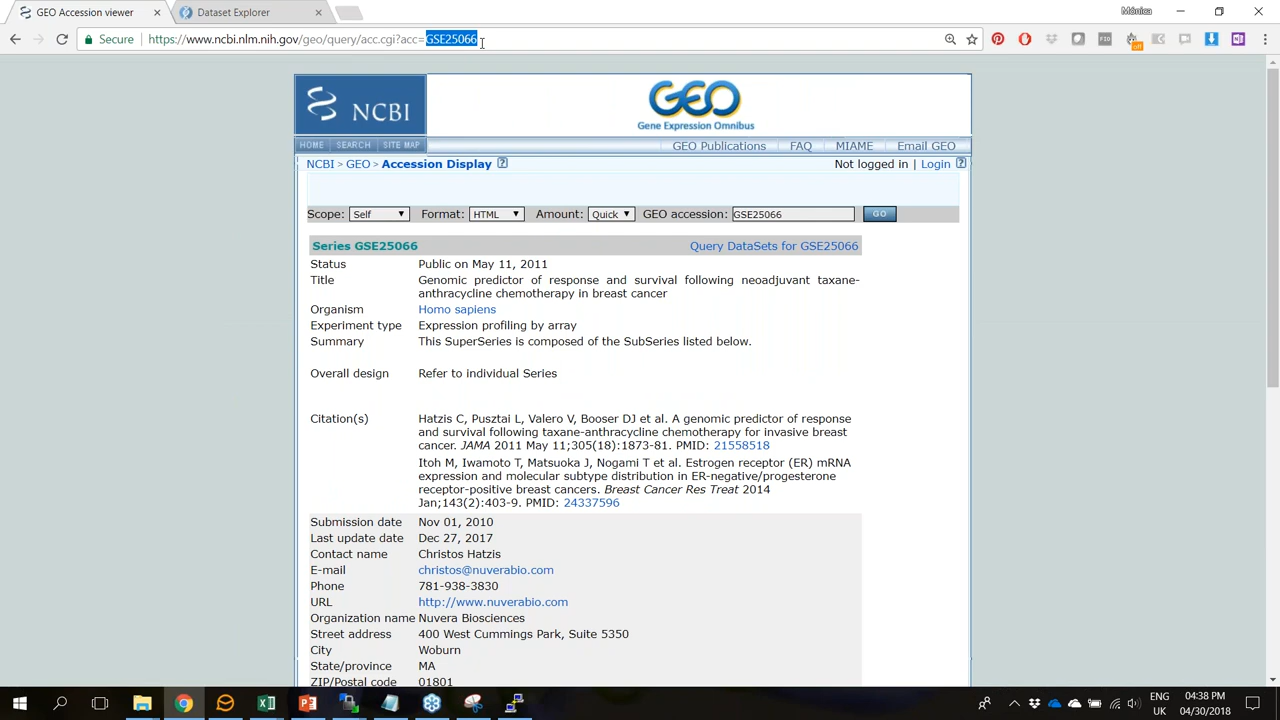 GEO Accession viewer
Dataset Explorer
Mónica
Secure https://www.ncbi.nlm.nih.gov/geo/query/acc.cgi?acc=GSE25066
off
NCBI
GEO
Gene Expression Omnibus
HOME SEARCH SITE MAP GEO Publications FAQ MIAME Email GEO
NCBI > GEO > Accession Display Not logged in | Login
Scope: Self Format: HTML Amount: Quick GEO accession: GSE25066 GO
Series GSE25066 Query DataSets for GSE25066
Status Public on May 11, 2011
Title Genomic predictor of response and survival following neoadjuvant taxane-
anthracycline chemotherapy in breast cancer
Organism Homo sapiens
Experiment type Expression profiling by array
Summary This SuperSeries is composed of the SubSeries listed below.
Overall design Refer to individual Series
Citation(s) Hatzis C, Pusztai L, Valero V, Booser DJ et al. A genomic predictor of response
and survival following taxane-anthracycline chemotherapy for invasive breast
cancer. JAMA 2011 May 11;305(18):1873-81. PMID: 21558518
Itoh M, Iwamoto T, Matsuoka J, Nogami T et al. Estrogen receptor (ER) mRNA
expression and molecular subtype distribution in ER-negative/progesterone
receptor-positive breast cancers. Breast Cancer Res Treat 2014
Jan;143(2):403-9. PMID: 24337596
Submission date Nov 01, 2010
Last update date Dec 27, 2017
Contact name Christos Hatzis
E-mail christos@nuverabio.com
Phone 781-938-3830
URL http://www.nuverabio.com
Organization name Nuvera Biosciences
Street address 400 West Cummings Park, Suite 5350
City Woburn
State/province MA
ZIP/Postal code 01801
ENG 04:38 PM
UK 04/30/2018